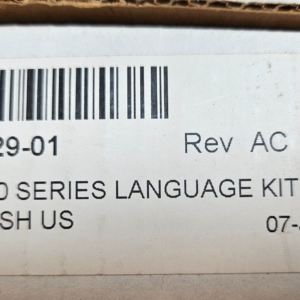 29-01 Rev AC
0 SERIES LANGUAGE KIT
SH US 07-